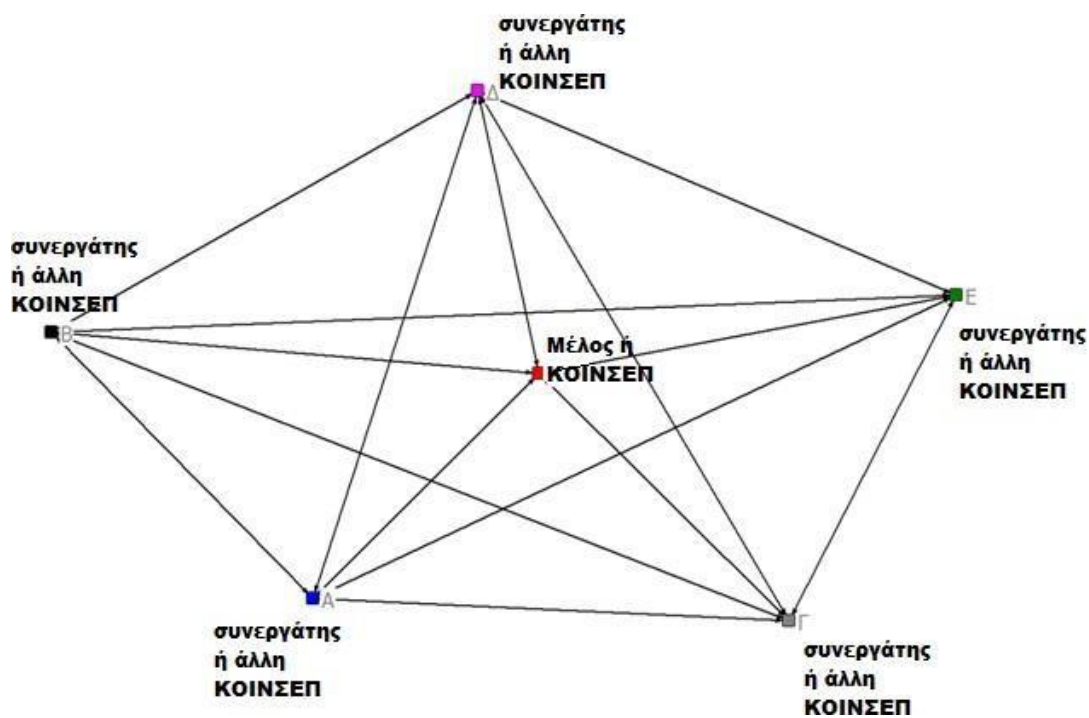 συνεργάτης
ή άλλη
ΚΟΙΝΣΕΠ
Δ
συνεργάτης
ή άλλη
ΚΟΙΝΣΕΠ
Β
Ε
συνεργάτης
ή άλλη
ΚΟΙΝΣΕΠ
Μέλος ή
ΚΟΙΝΣΕΠ
Α
συνεργάτης
ή άλλη
ΚΟΙΝΣΕΠ
Γ
συνεργάτης
ή άλλη
ΚΟΙΝΣΕΠ